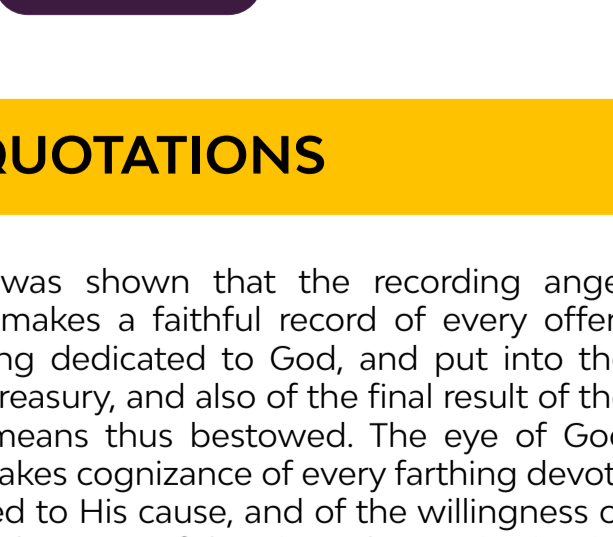 QUOTATIONS
was shown that the recording ange
makes a faithful record of every offer
ng dedicated to God, and put into th
reasury, and also of the final result of th
means thus bestowed. The eye of Go
akes cognizance of every farthing devot
ed to His cause, and of the willingness o